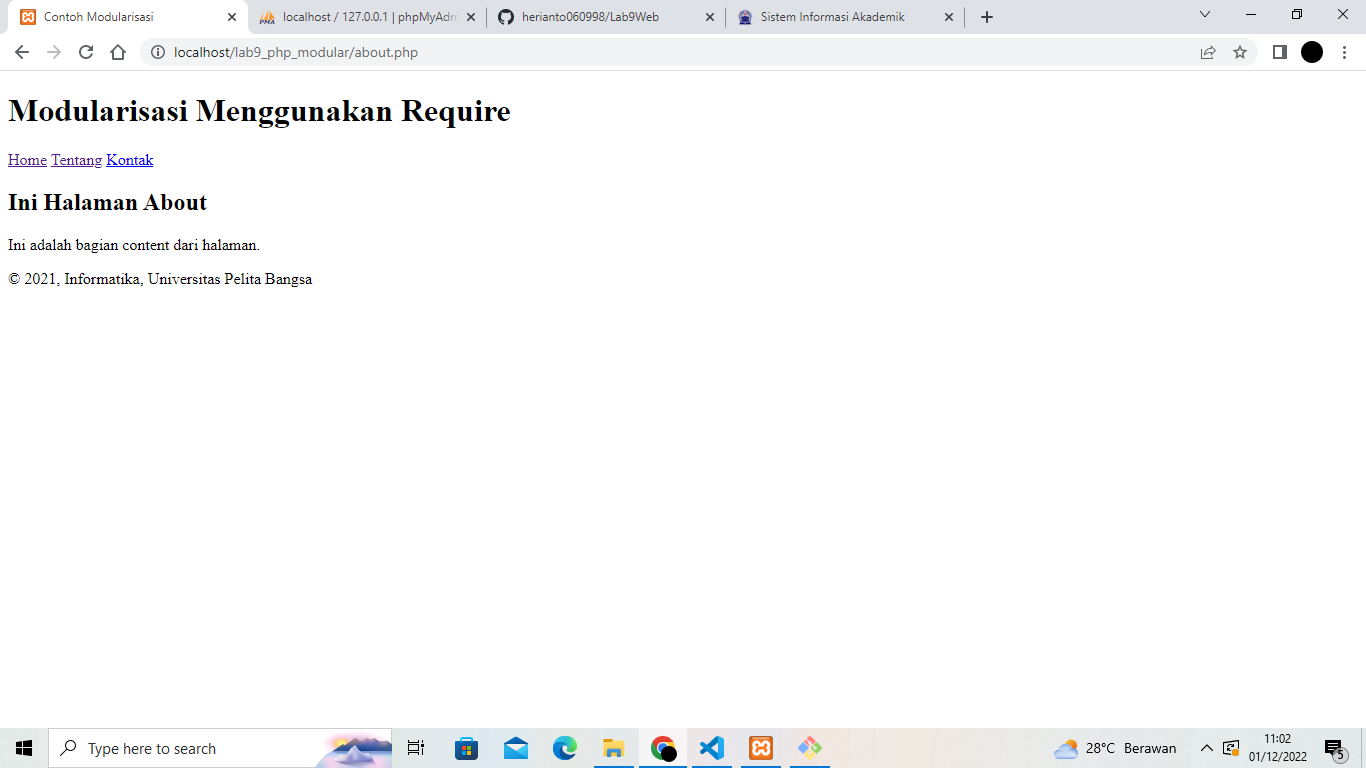 Contoh Modularisasi
localhost / 127.0.0.1 | phpMyAdm
herianto060998/Lab9Web
Sistem Informasi Akademik
localhost/lab9_php_modular/about.php
Modularisasi Menggunakan Require
Home Tentang Kontak
Ini Halaman About
Ini adalah bagian content dari halaman.
© 2021, Informatika, Universitas Pelita Bangsa
Type here to search
28°C Berawan
11:02
01/12/2022
5